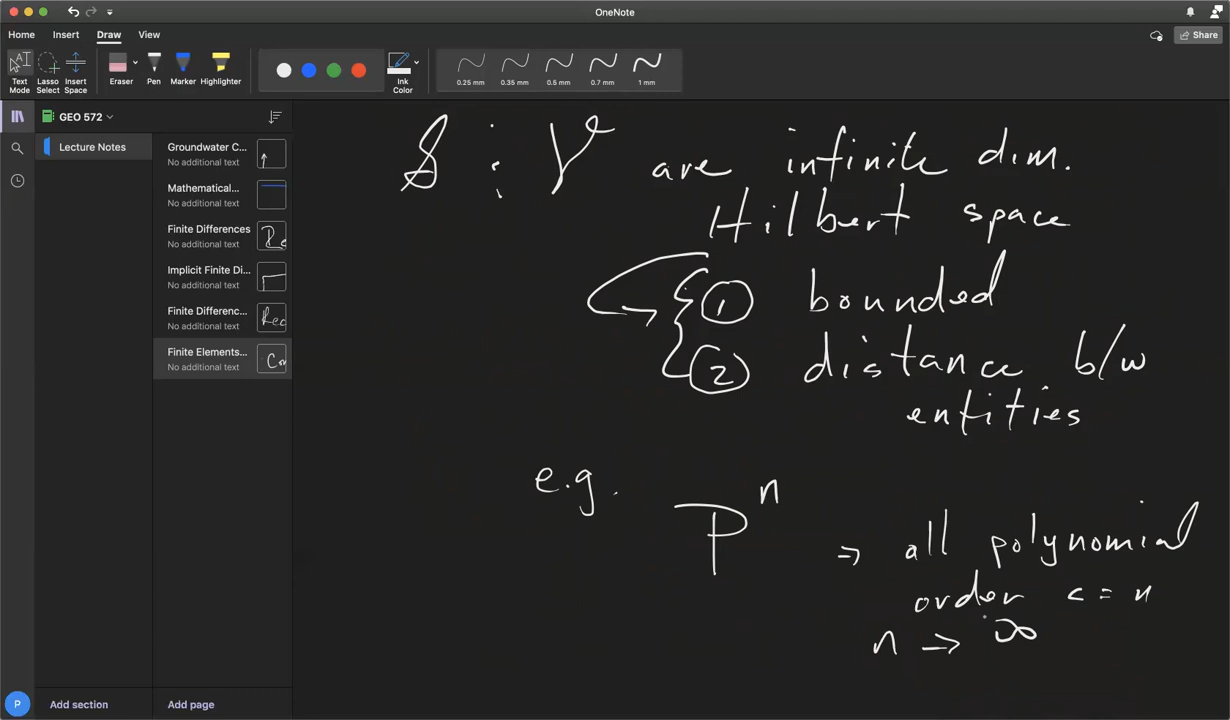 OneNote
Home Insert Draw View
Share
Text Mode
Lasso Select
Insert Space
Eraser
Pen
Marker
Highlighter
Ink Color
0.25 mm
0.35 mm
0.5 mm
0.7 mm
1 mm
GEO 572
Lecture Notes
Groundwater C...
No additional text
Mathematical...
No additional text
Finite Differences
No additional text
Implicit Finite Di...
No additional text
Finite Differenc...
No additional text
Finite Elements...
No additional text
P
Add section
Add page
S : V are infinite dim.
Hilbert space
① bounded
② distance b/w
entities
e.g.
P^n
⇒ all polynomial
order <= n
n → ∞